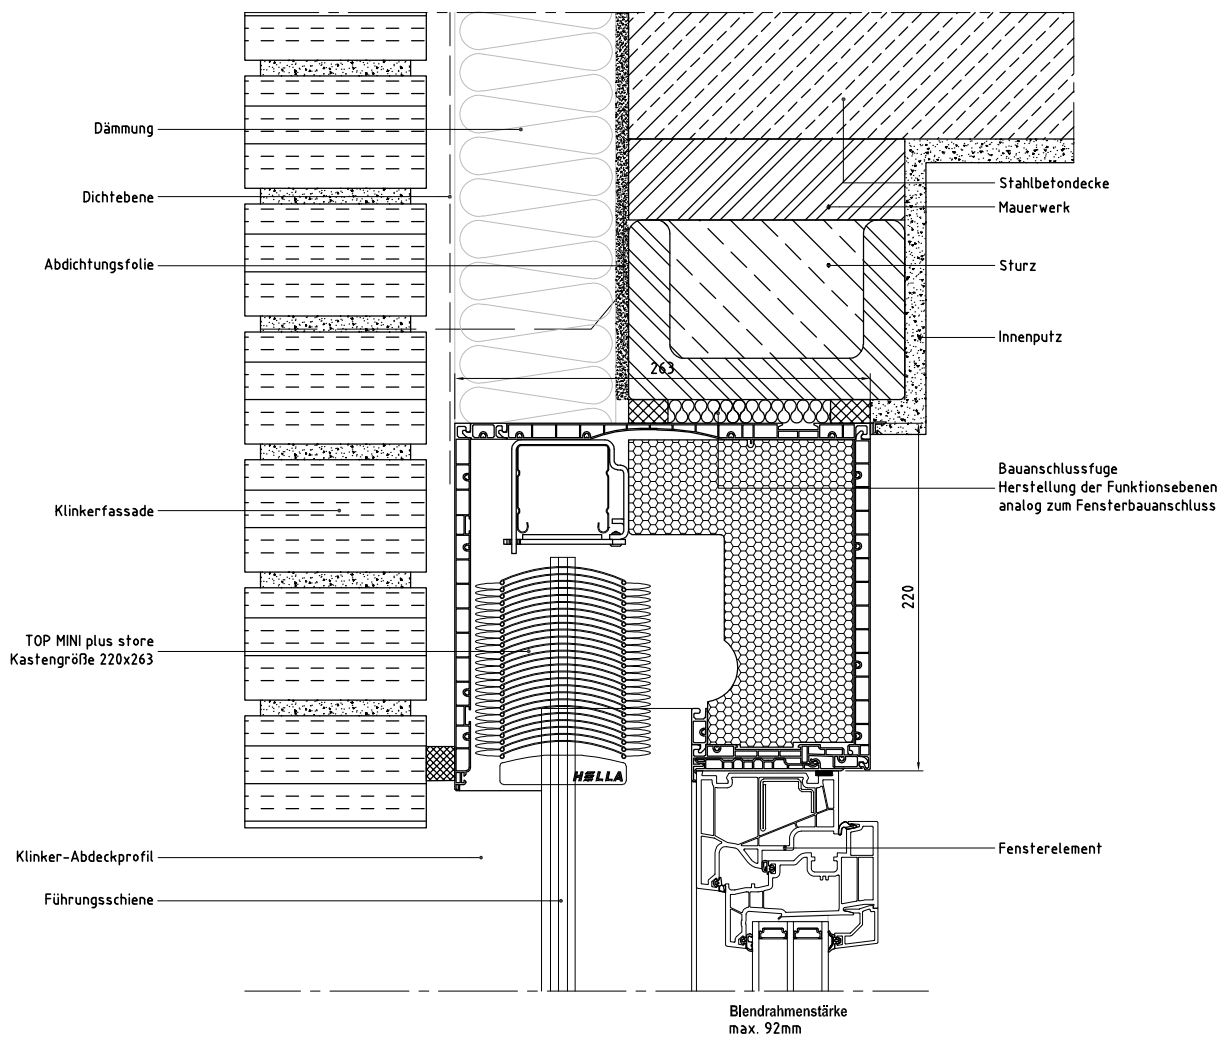 Dämmung
Dichtebene
Abdichtungsfolie
Klinkerfassade
TOP MINI plus store
Kastengröße 220x263
Klinker-Abdeckprofil
Führungsschiene
263
220
HELLA
Stahlbetondecke
Mauerwerk
Sturz
Innenputz
Bauanschlussfuge
Herstellung der Funktionsebenen
analog zum Fensterbauanschluss
Fensterelement
Blendrahmenstärke
max. 92mm